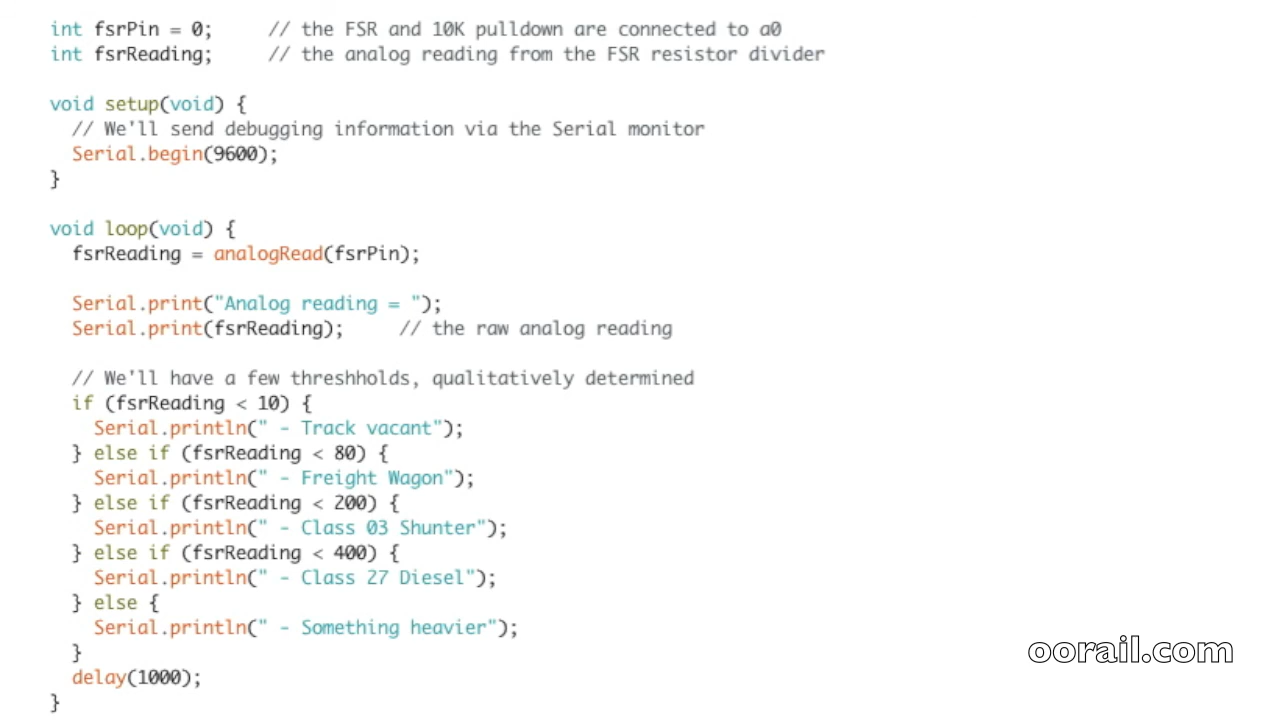 int fsrPin = 0;     // the FSR and 10K pulldown are connected to a0
int fsrReading;     // the analog reading from the FSR resistor divider

void setup(void) {
  // We'll send debugging information via the Serial monitor
  Serial.begin(9600);
}

void loop(void) {
  fsrReading = analogRead(fsrPin);

  Serial.print("Analog reading = ");
  Serial.print(fsrReading);     // the raw analog reading

  // We'll have a few threshholds, qualitatively determined
  if (fsrReading < 10) {
    Serial.println(" - Track vacant");
  } else if (fsrReading < 80) {
    Serial.println(" - Freight Wagon");
  } else if (fsrReading < 200) {
    Serial.println(" - Class 03 Shunter");
  } else if (fsrReading < 400) {
    Serial.println(" - Class 27 Diesel");
  } else {
    Serial.println(" - Something heavier");
  }
  delay(1000);
}
oorail.com